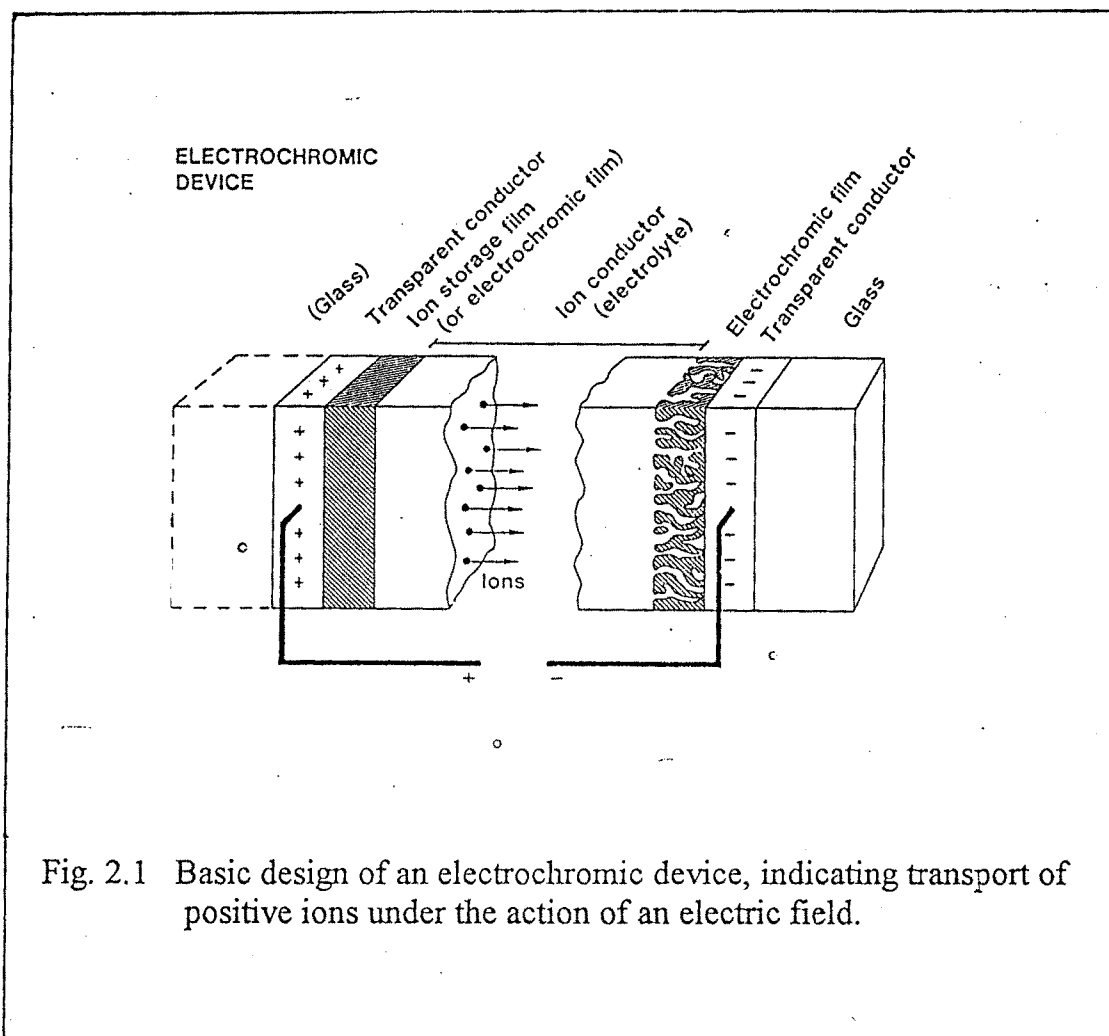 ELECTROCHROMIC
DEVICE
(Glass)
Transparent conductor
Ion storage film
(or electrochromic film)
Ion conductor
(electrolyte)
Electrochromic film
Transparent conductor
Glass
+ + +
+
+
+
+
+
+
Ions
- - -
-
-
-
-
-
-
+ -
Fig. 2.1 Basic design of an electrochromic device, indicating transport of
positive ions under the action of an electric field.